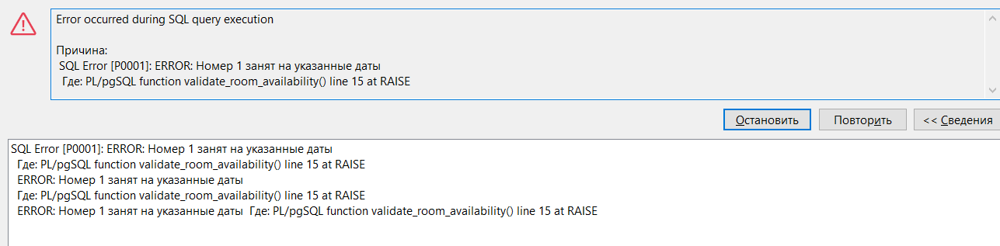 Error occurred during SQL query execution
Причина:
SQL Error [P0001]: ERROR: Номер 1 занят на указанные даты
Где: PL/pgSQL function validate_room_availability() line 15 at RAISE
Остановить Повторить << Сведения
SQL Error [P0001]: ERROR: Номер 1 занят на указанные даты
Где: PL/pgSQL function validate_room_availability() line 15 at RAISE
ERROR: Номер 1 занят на указанные даты
Где: PL/pgSQL function validate_room_availability() line 15 at RAISE
ERROR: Номер 1 занят на указанные даты  Где: PL/pgSQL function validate_room_availability() line 15 at RAISE